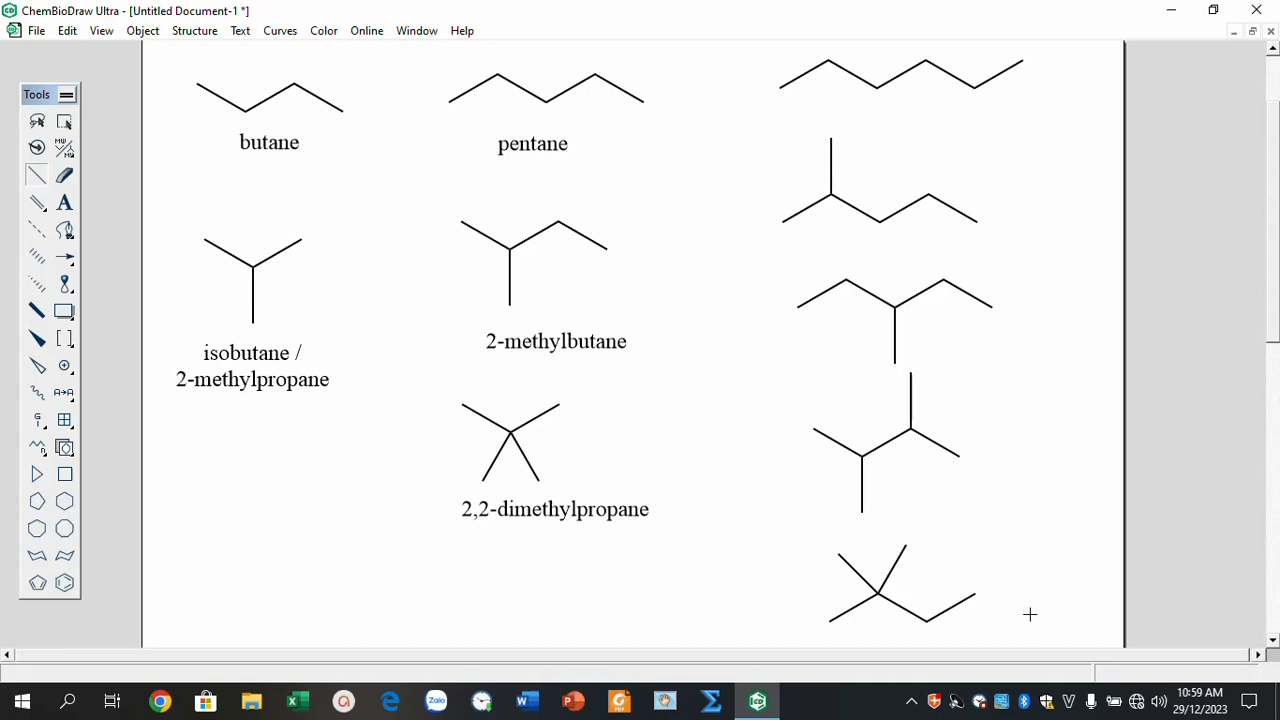 ChemBioDraw Ultra - [Untitled Document-1 *]
File Edit View Object Structure Text Curves Color Online Window Help
Tools
butane
pentane
isobutane /
2-methylpropane
2-methylbutane
2,2-dimethylpropane
10:59 AM
29/12/2023